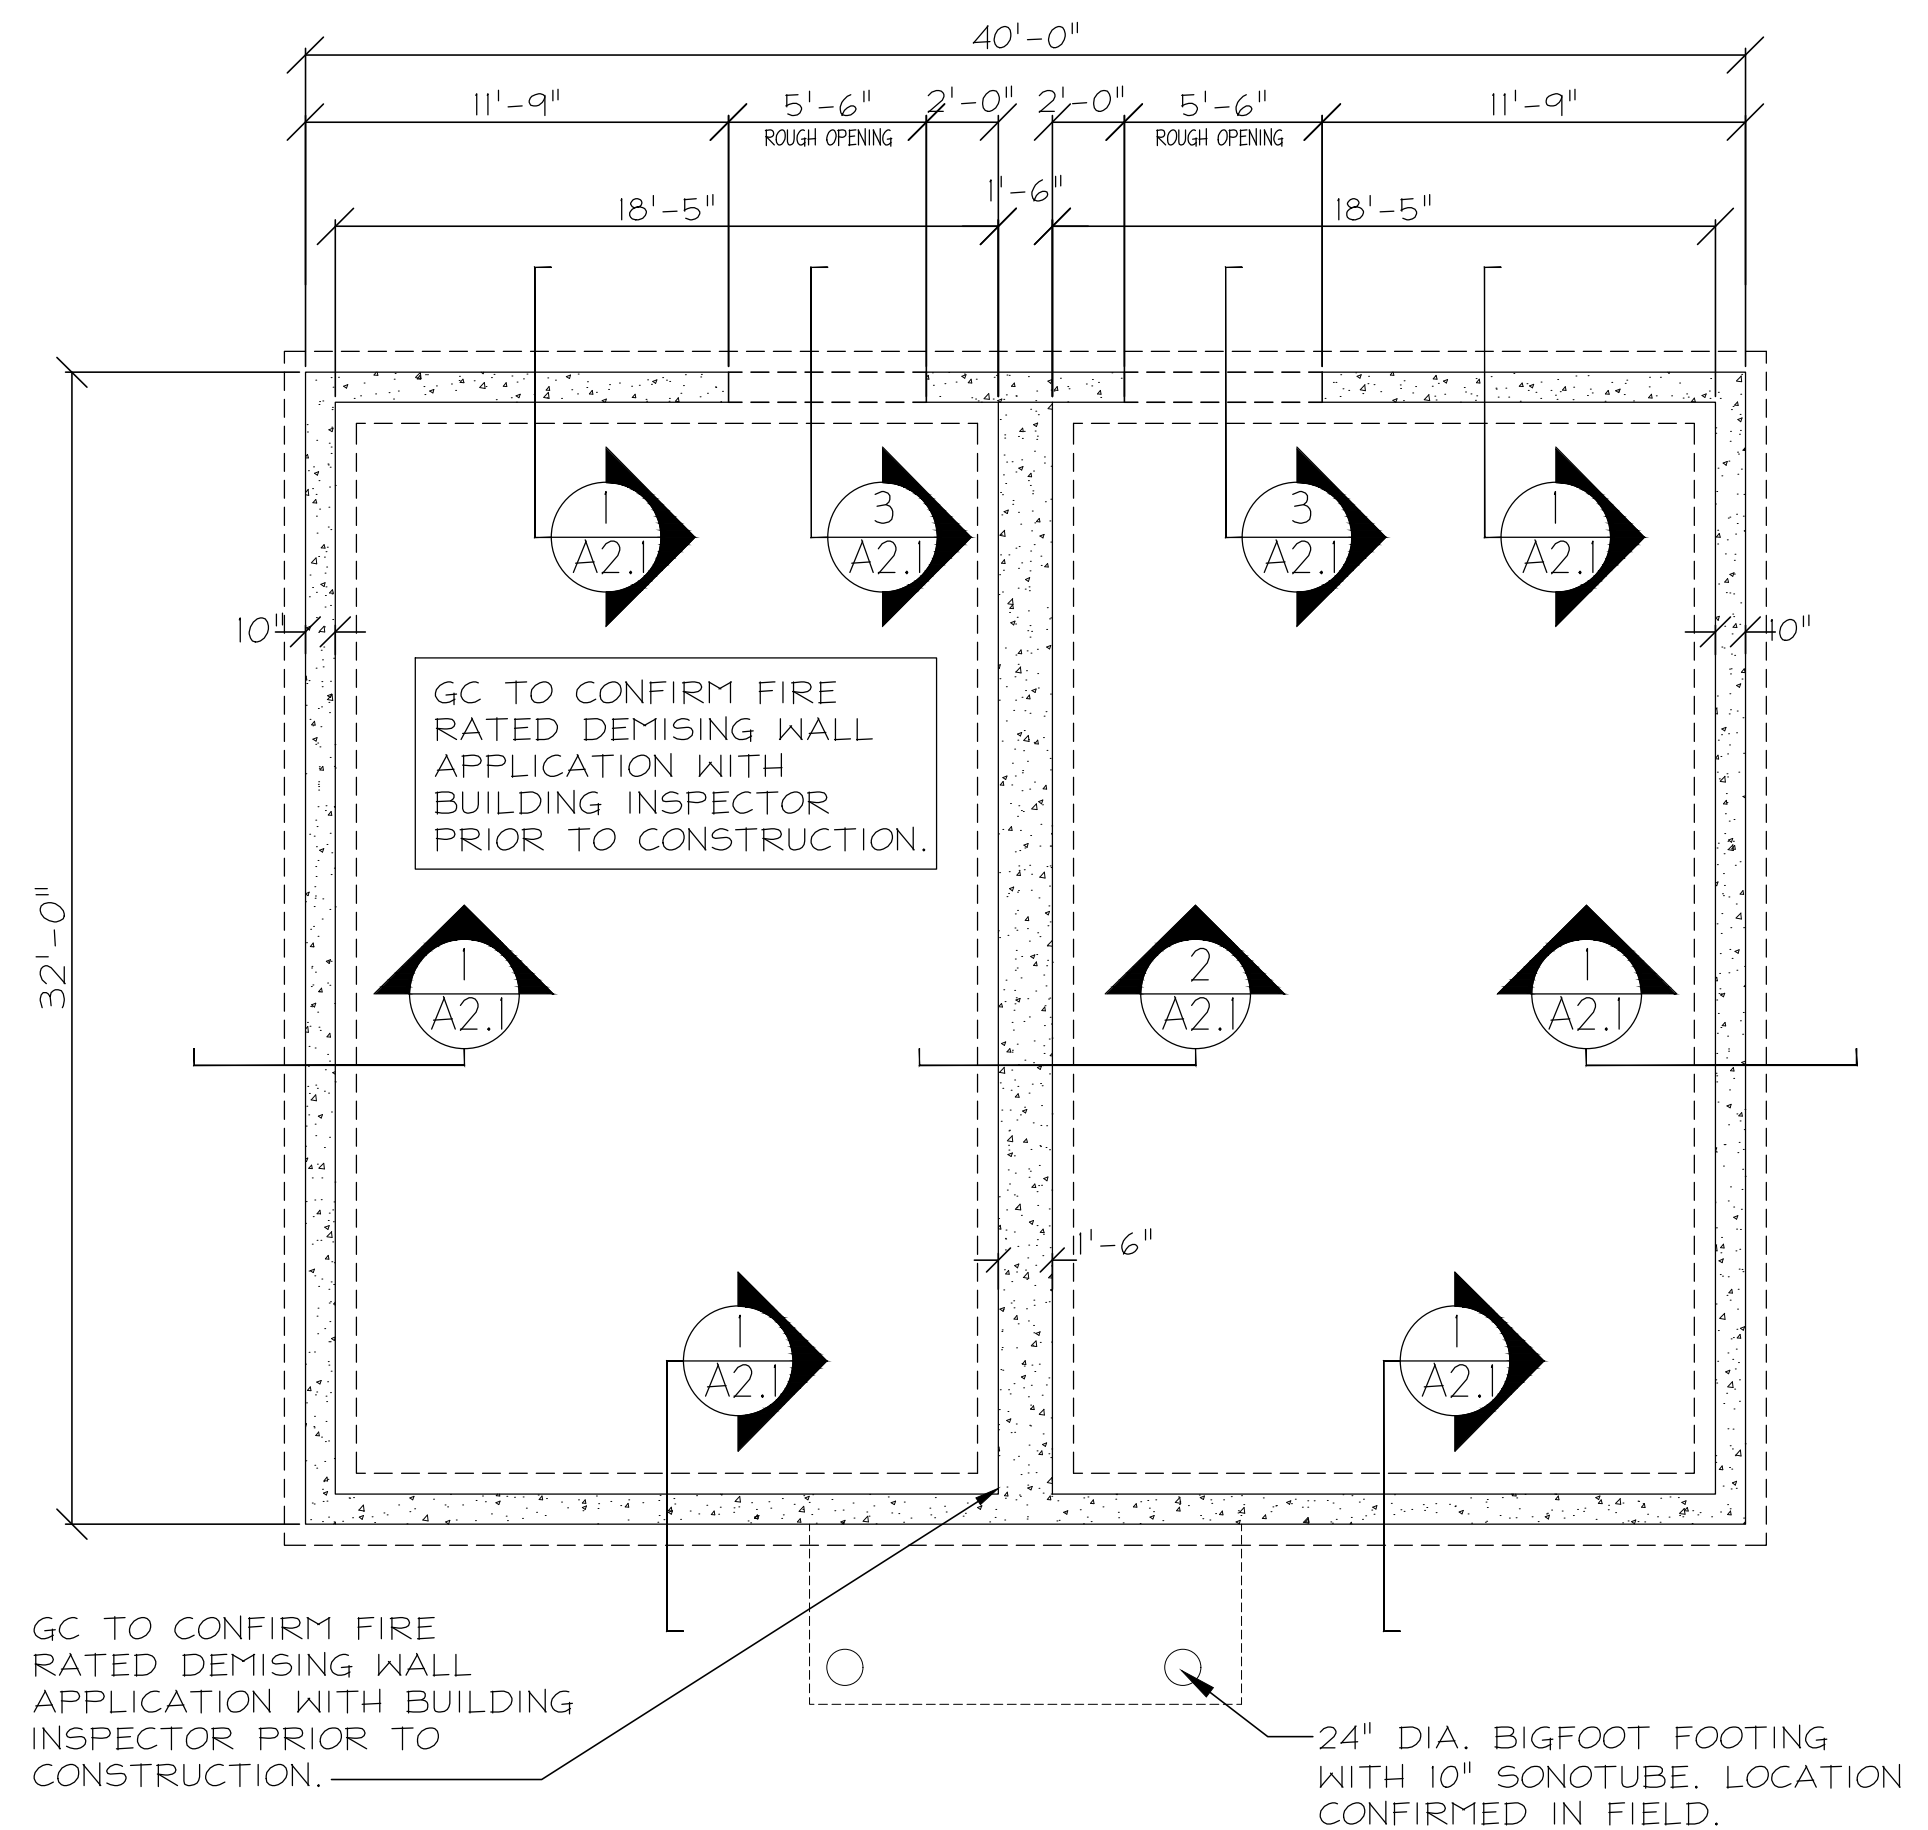 40'-0"
11'-9"
5'-6"
2'-0"
2'-0"
5'-6"
11'-9"
ROUGH OPENING
ROUGH OPENING
18'-5"
1'-6"
18'-5"
1
A2.1
3
A2.1
3
A2.1
1
A2.1
10"
10"
GC TO CONFIRM FIRE
RATED DEMISING WALL
APPLICATION WITH
BUILDING INSPECTOR
PRIOR TO CONSTRUCTION.
32'-0"
1
A2.1
2
A2.1
1
A2.1
1'-6"
1
A2.1
1
A2.1
GC TO CONFIRM FIRE
RATED DEMISING WALL
APPLICATION WITH BUILDING
INSPECTOR PRIOR TO
CONSTRUCTION.
24" DIA. BIGFOOT FOOTING
WITH 10" SONOTUBE. LOCATION
CONFIRMED IN FIELD.